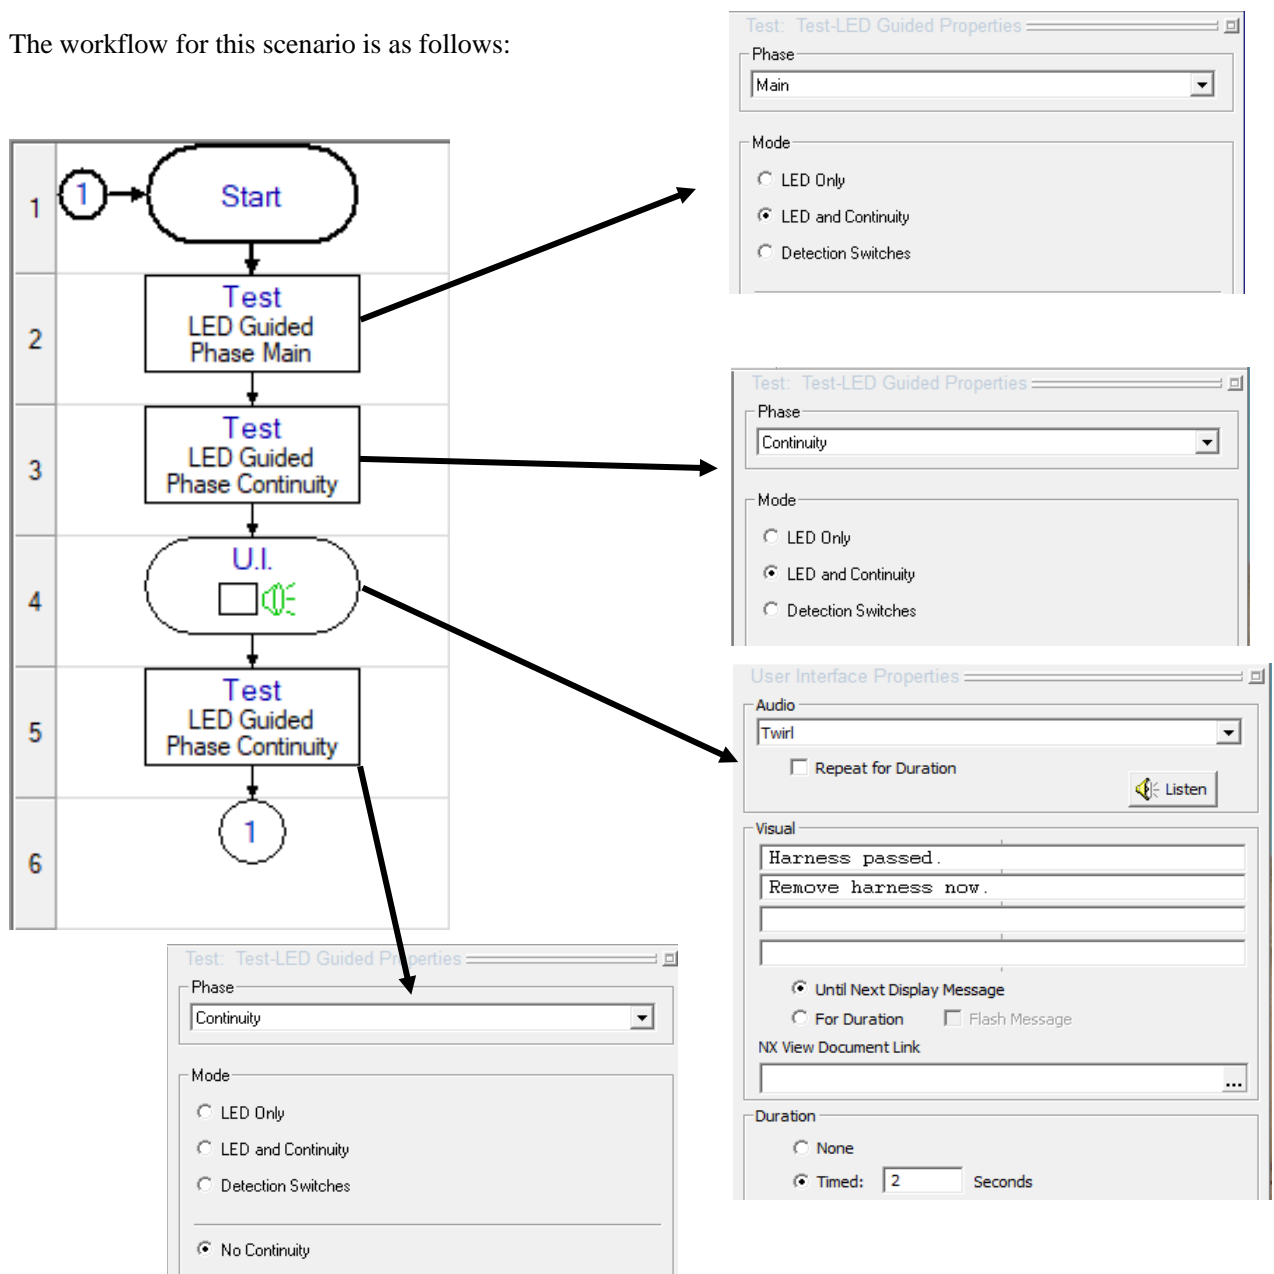 The workflow for this scenario is as follows:
1
1
Start
2
Test
LED Guided
Phase Main
3
Test
LED Guided
Phase Continuity
4
U.I.
5
Test
LED Guided
Phase Continuity
6
1
Test: Test-LED Guided Properties
Phase
Main
Mode
LED Only
LED and Continuity
Detection Switches
Test: Test-LED Guided Properties
Phase
Continuity
Mode
LED Only
LED and Continuity
Detection Switches
User Interface Properties
Audio
Twirl
Repeat for Duration
Listen
Visual
Harness passed.
Remove harness now.
Until Next Display Message
For Duration Flash Message
NX View Document Link
...
Duration
None
Timed: 2 Seconds
Test: Test-LED Guided Properties
Phase
Continuity
Mode
LED Only
LED and Continuity
Detection Switches
No Continuity